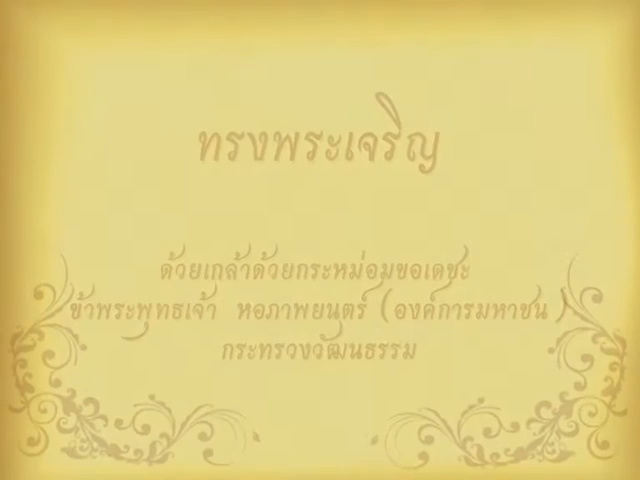 ทรงพระเจริญ
ด้วยเกล้าด้วยกระหม่อมขอเดชะ
ข้าพระพุทธเจ้า หอภาพยนตร์ (องค์การมหาชน)
กระทรวงวัฒนธรรม